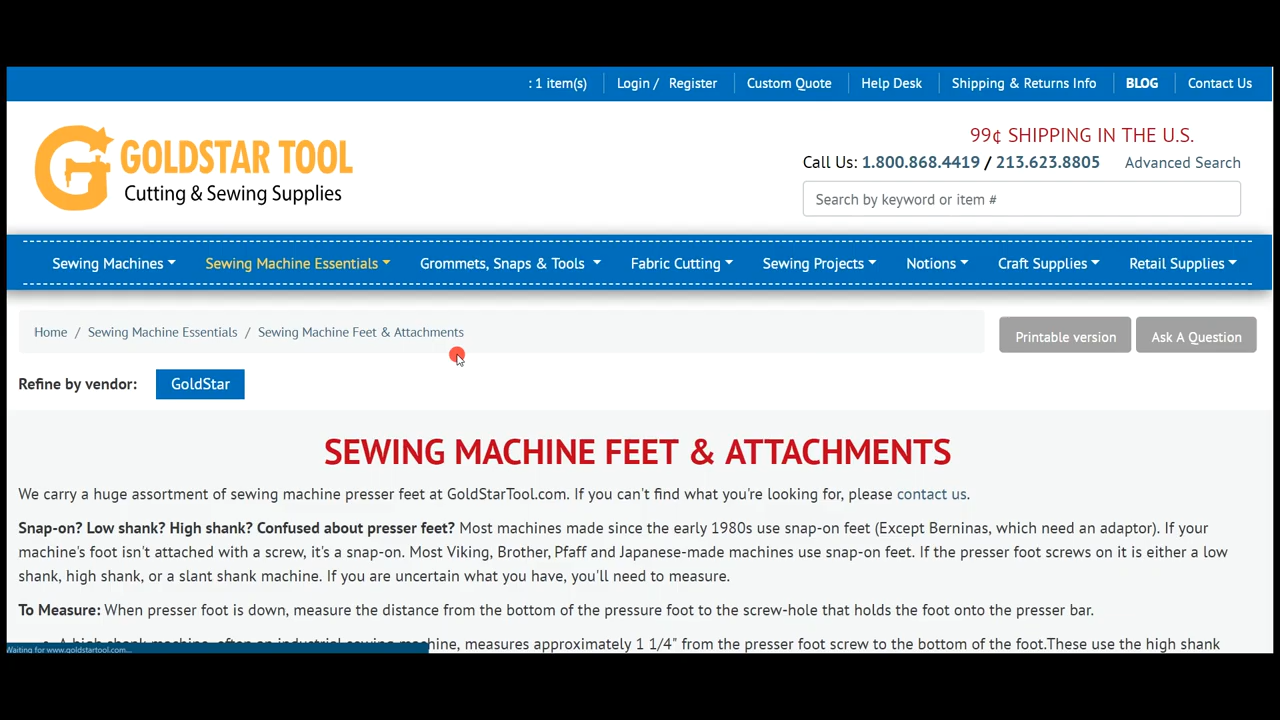 : 1 item(s) Login / Register Custom Quote Help Desk Shipping & Returns Info BLOG Contact Us
GOLDSTAR TOOL
Cutting & Sewing Supplies
99¢ SHIPPING IN THE U.S.
Call Us: 1.800.868.4419 / 213.623.8805 Advanced Search
Search by keyword or item #
Sewing Machines Sewing Machine Essentials Grommets, Snaps & Tools Fabric Cutting Sewing Projects Notions Craft Supplies Retail Supplies
Home / Sewing Machine Essentials / Sewing Machine Feet & Attachments
Printable version Ask A Question
Refine by vendor: GoldStar
SEWING MACHINE FEET & ATTACHMENTS
We carry a huge assortment of sewing machine presser feet at GoldStarTool.com. If you can't find what you're looking for, please contact us.
Snap-on? Low shank? High shank? Confused about presser feet? Most machines made since the early 1980s use snap-on feet (Except Berninas, which need an adaptor). If your
machine's foot isn't attached with a screw, it's a snap-on. Most Viking, Brother, Pfaff and Japanese-made machines use snap-on feet. If the presser foot screws on it is either a low
shank, high shank, or a slant shank machine. If you are uncertain what you have, you'll need to measure.
To Measure: When presser foot is down, measure the distance from the bottom of the pressure foot to the screw-hole that holds the foot onto the presser bar.
A high shank machine, often an industrial sewing machine, measures approximately 1 1/4" from the presser foot screw to the bottom of the foot.These use the high shank
Waiting for www.goldstartool.com...